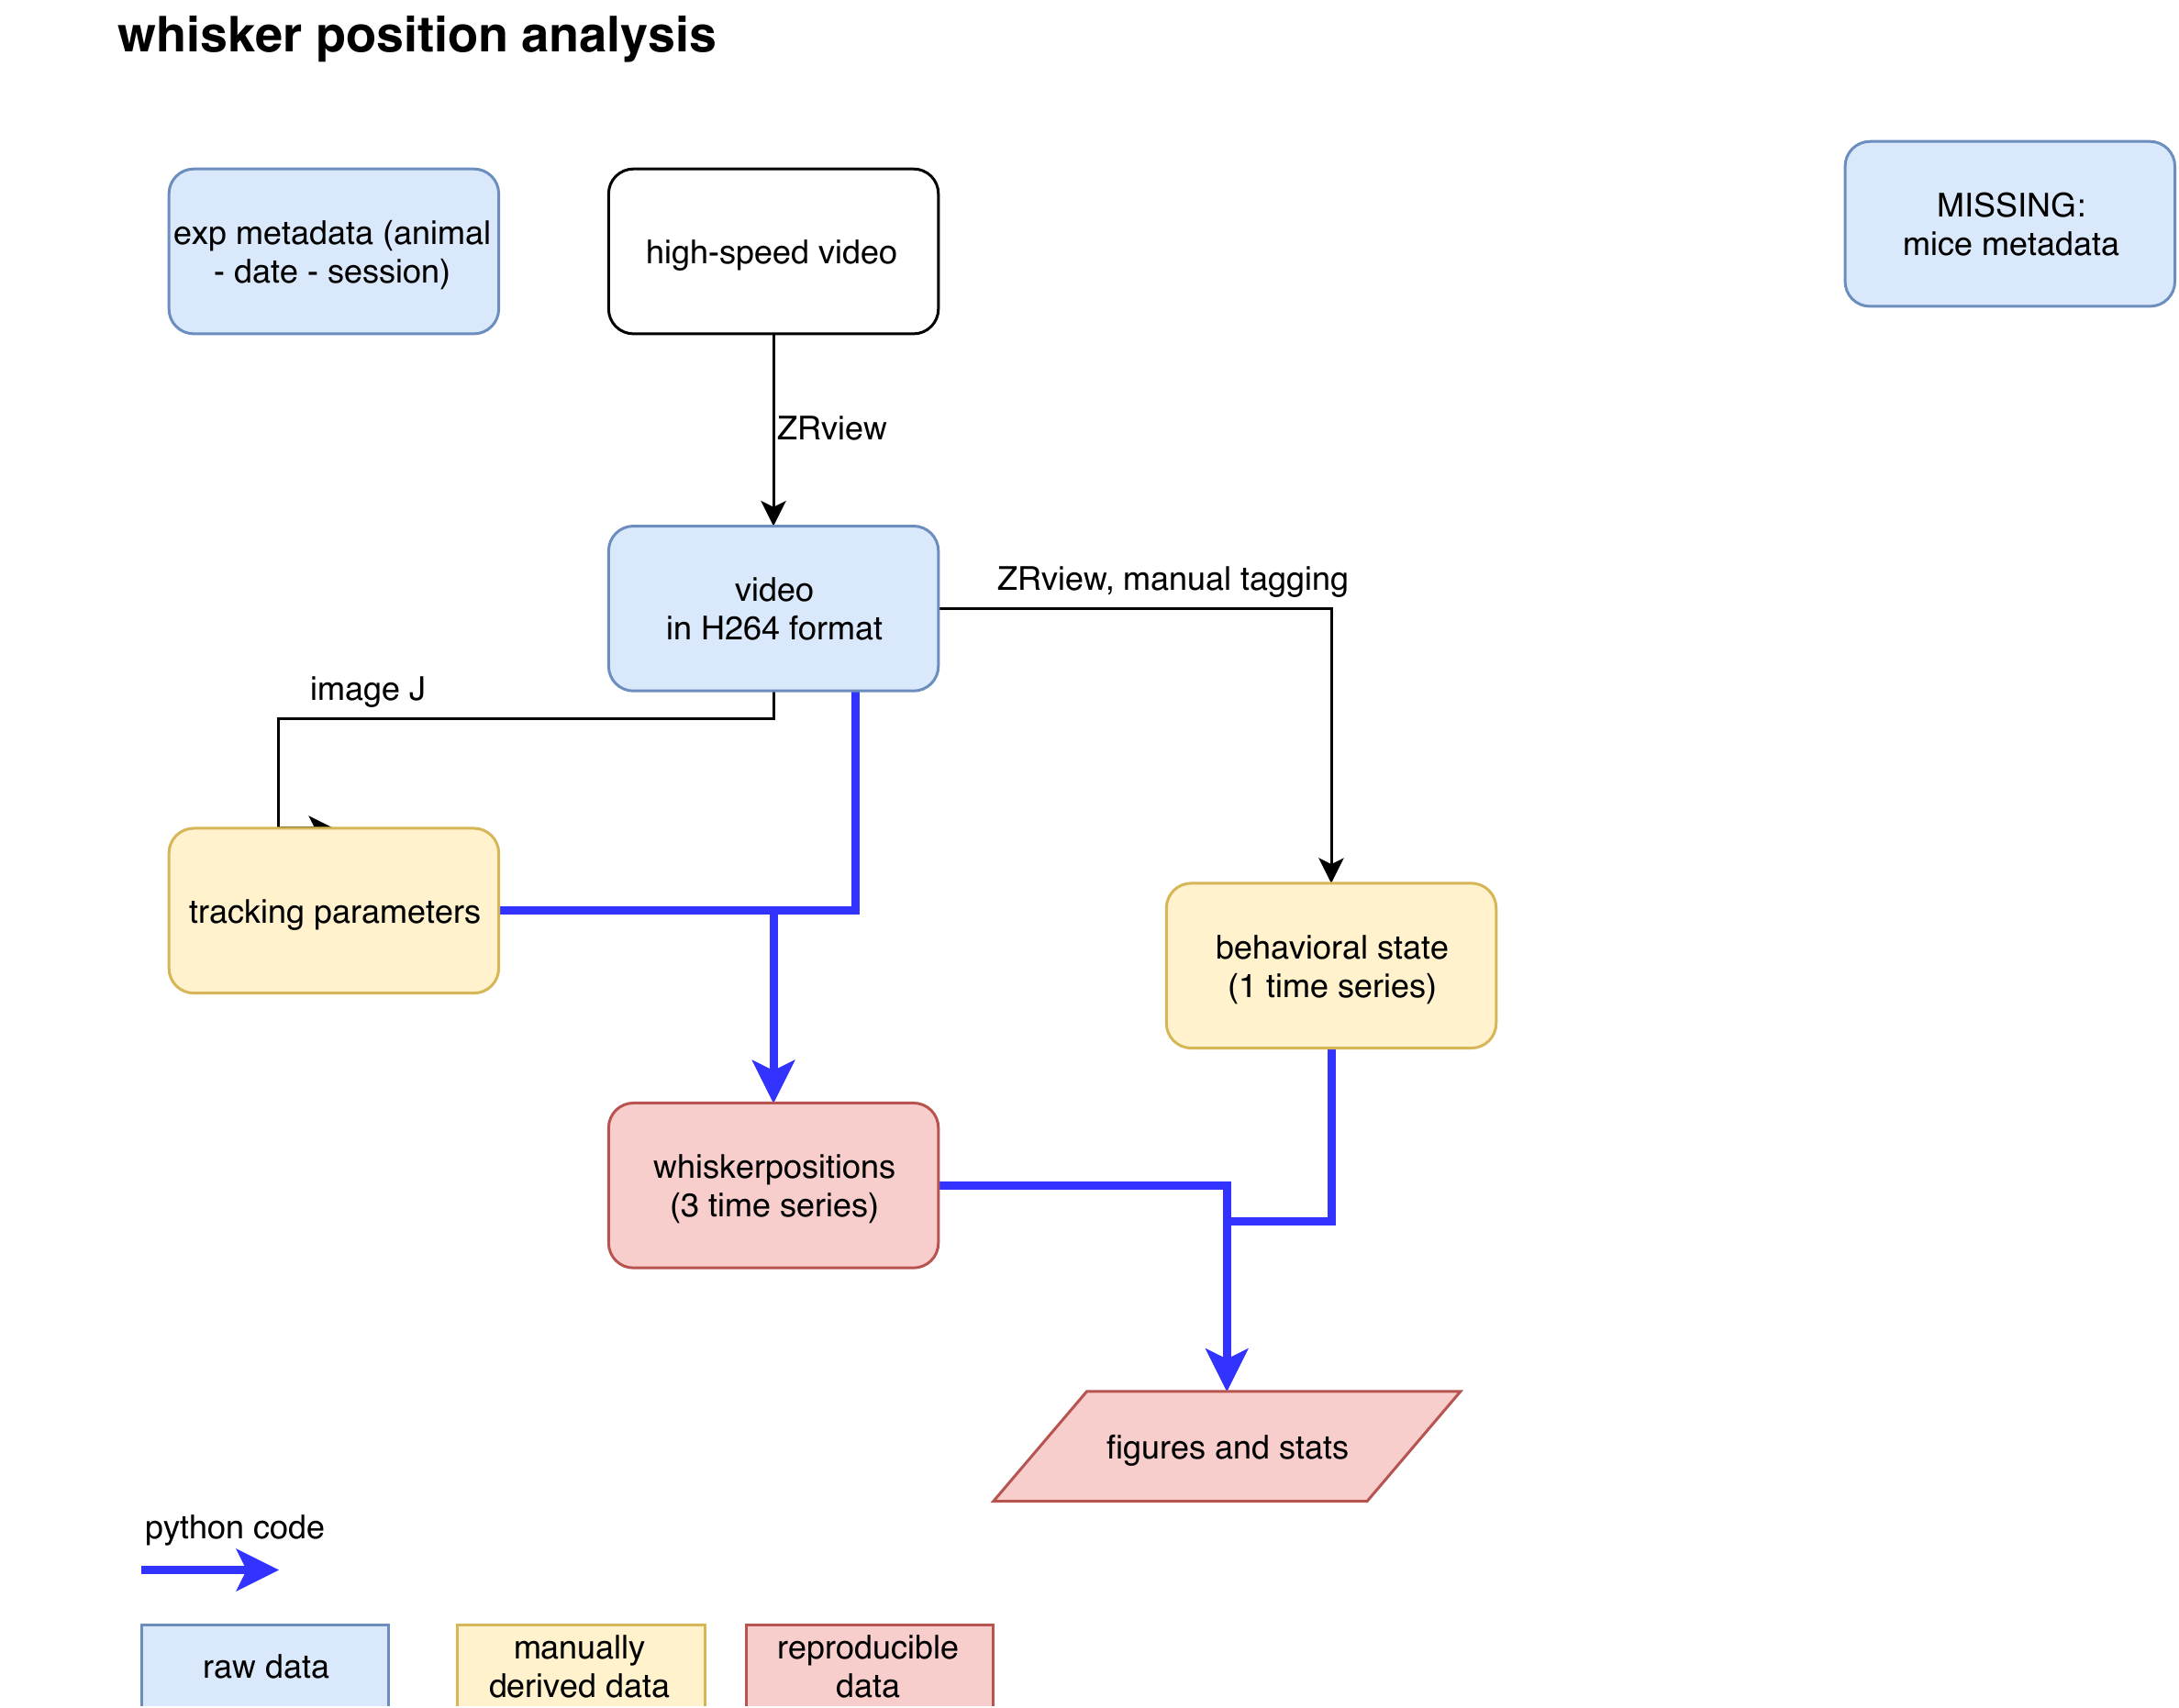 whisker position analysis
exp metadata (animal
- date - session)
high-speed video
MISSING:
mice metadata
ZRview
video
in H264 format
ZRview, manual tagging
image J
tracking parameters
behavioral state
(1 time series)
whiskerpositions
(3 time series)
figures and stats
python code
raw data
manually
derived data
reproducible
data